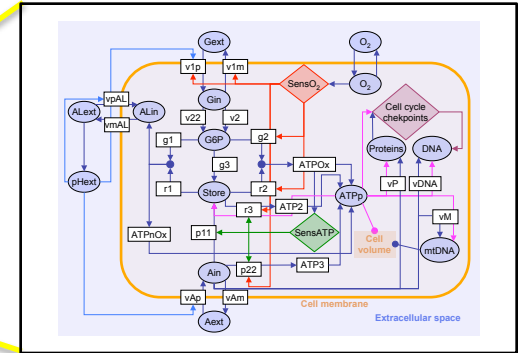 Gext
O2
v1p
v1m
SensO2
O2
vpAL
ALext
ALin
vmAL
Gin
v22
v2
Cell cycle
chekpoints
g1
G6P
g2
Proteins
DNA
pHext
g3
ATPOx
r1
Store
r2
ATPp
vP
vDNA
r3
ATP2
vM
p11
SensATP
ATPnOx
Cell
volume
mtDNA
Ain
p22
ATP3
vAp
vAm
Cell membrane
Aext
Extracellular space